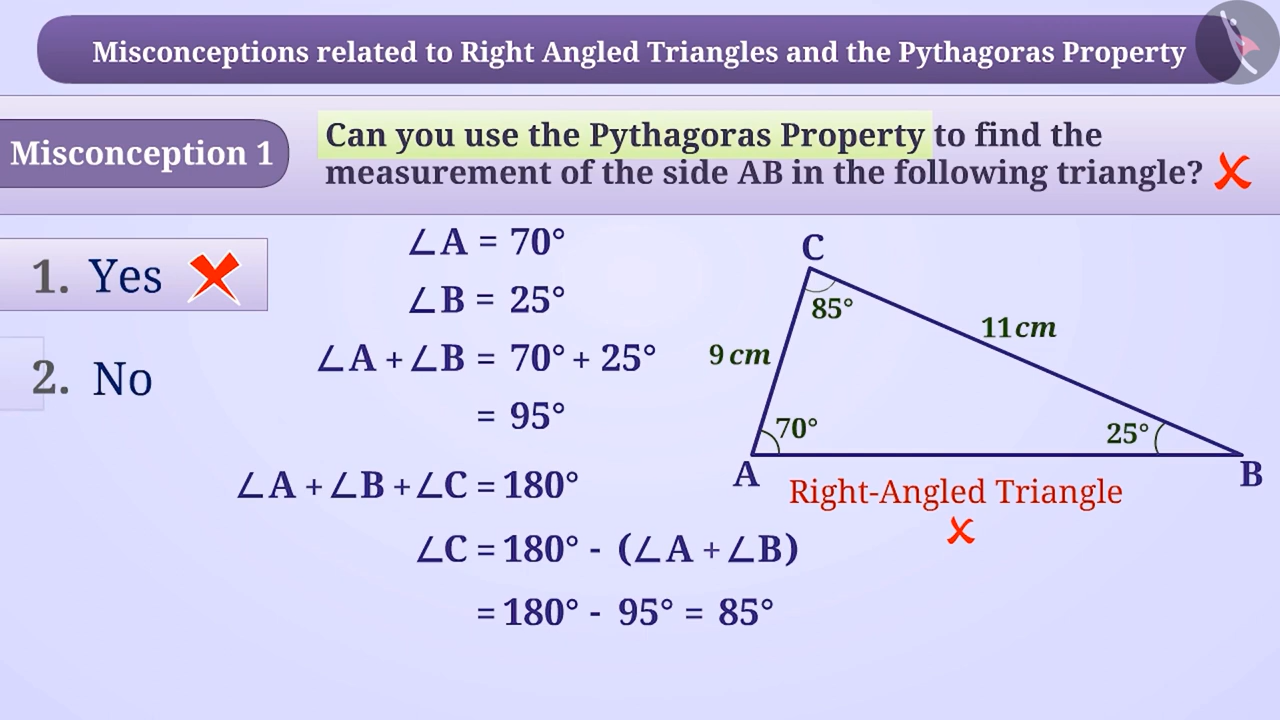 Misconceptions related to Right Angled Triangles and the Pythagoras Property
Misconception 1
Can you use the Pythagoras Property to find the
measurement of the side AB in the following triangle? ✗
1. Yes ✗
2. No
∠A = 70°
∠B = 25°
∠A + ∠B = 70° + 25°
= 95°
∠A + ∠B + ∠C = 180°
∠C = 180° - (∠A + ∠B)
= 180° - 95° = 85°
C
85°
11 cm
9 cm
70°
25°
A
B
Right-Angled Triangle
✗